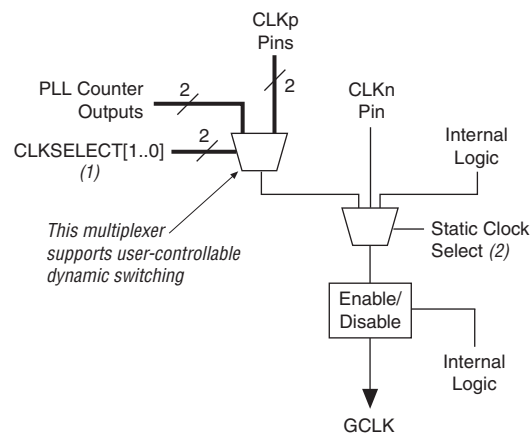 CLKp
Pins
PLL Counter
Outputs
2
2
CLKn
Pin
Internal
Logic
CLKSELECT[1..0]
(1)
2
This multiplexer
supports user-controllable
dynamic switching
Static Clock
Select (2)
Enable/
Disable
Internal
Logic
GCLK